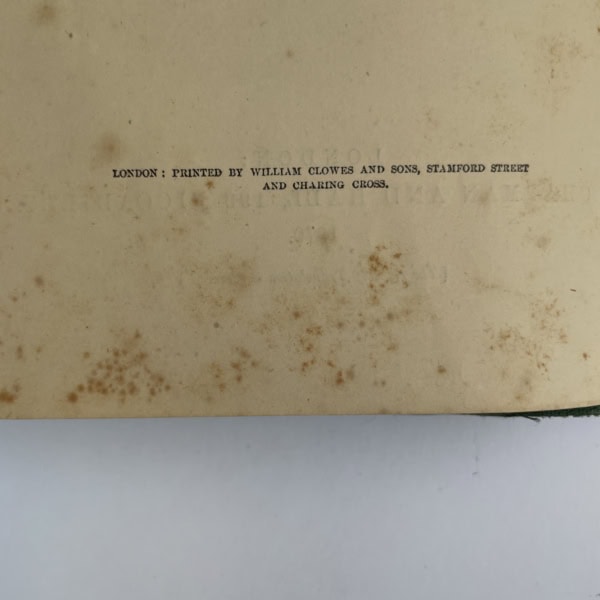 LONDON: PRINTED BY WILLIAM CLOWES AND SONS, STAMFORD STREET
AND CHARING CROSS.